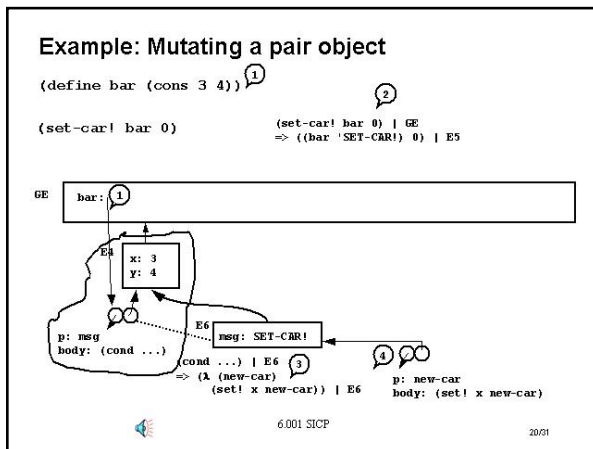 Example: Mutating a pair object
(define bar (cons 3 4))
1
2
(set-car! bar 0)
(set-car! bar 0) | GE
=> ((bar 'SET-CAR!) 0) | E5
GE
bar:
1
E4
x: 3
y: 4
p: msg
body: (cond ...)
E6
msg: SET-CAR!
(cond ...) | E6
=> (λ (new-car)
(set! x new-car)) | E6
3
4
p: new-car
body: (set! x new-car)
6.001 SICP
20/31